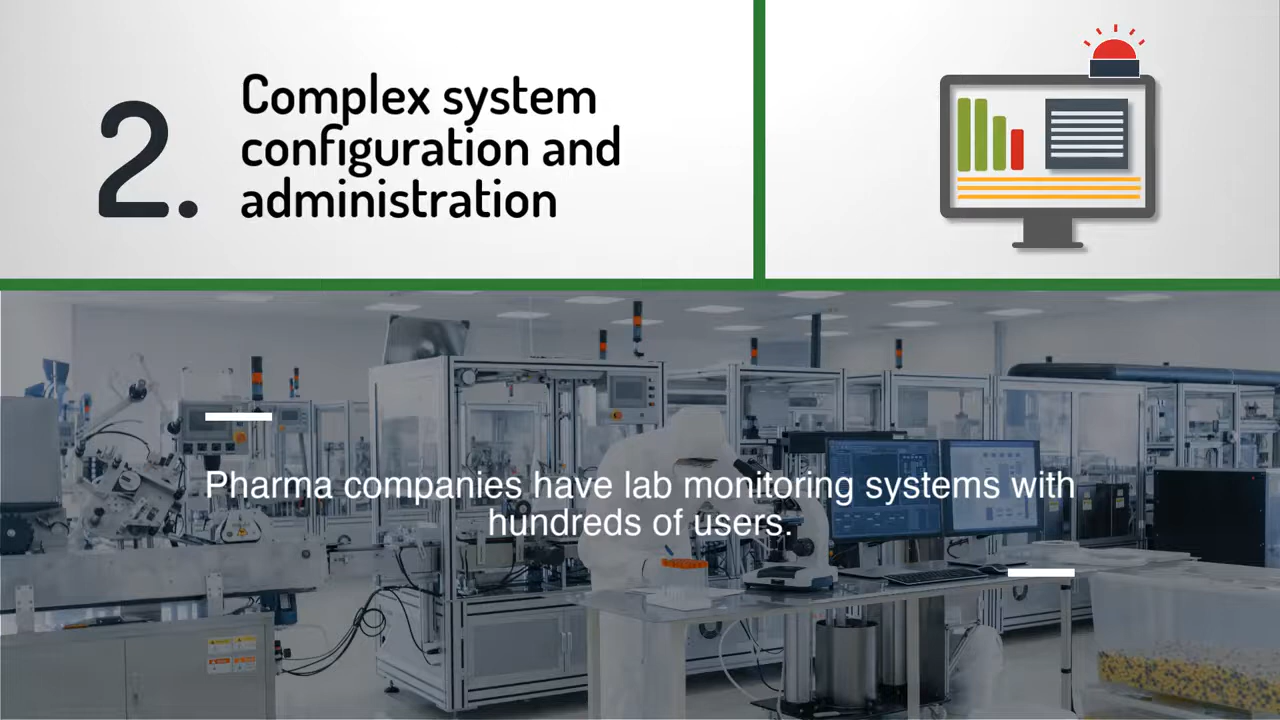 2.
Complex system
configuration and
administration
Pharma companies have lab monitoring systems with
hundreds of users.